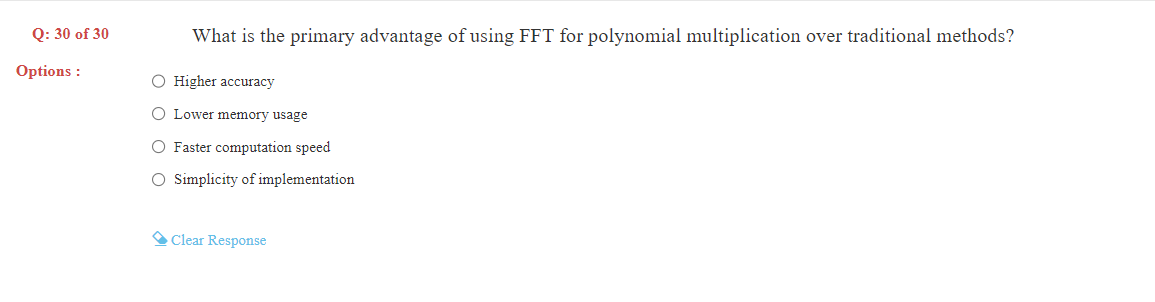 Q: 30 of 30
What is the primary advantage of using FFT for polynomial multiplication over traditional methods?
Options :
Higher accuracy
Lower memory usage
Faster computation speed
Simplicity of implementation
Clear Response